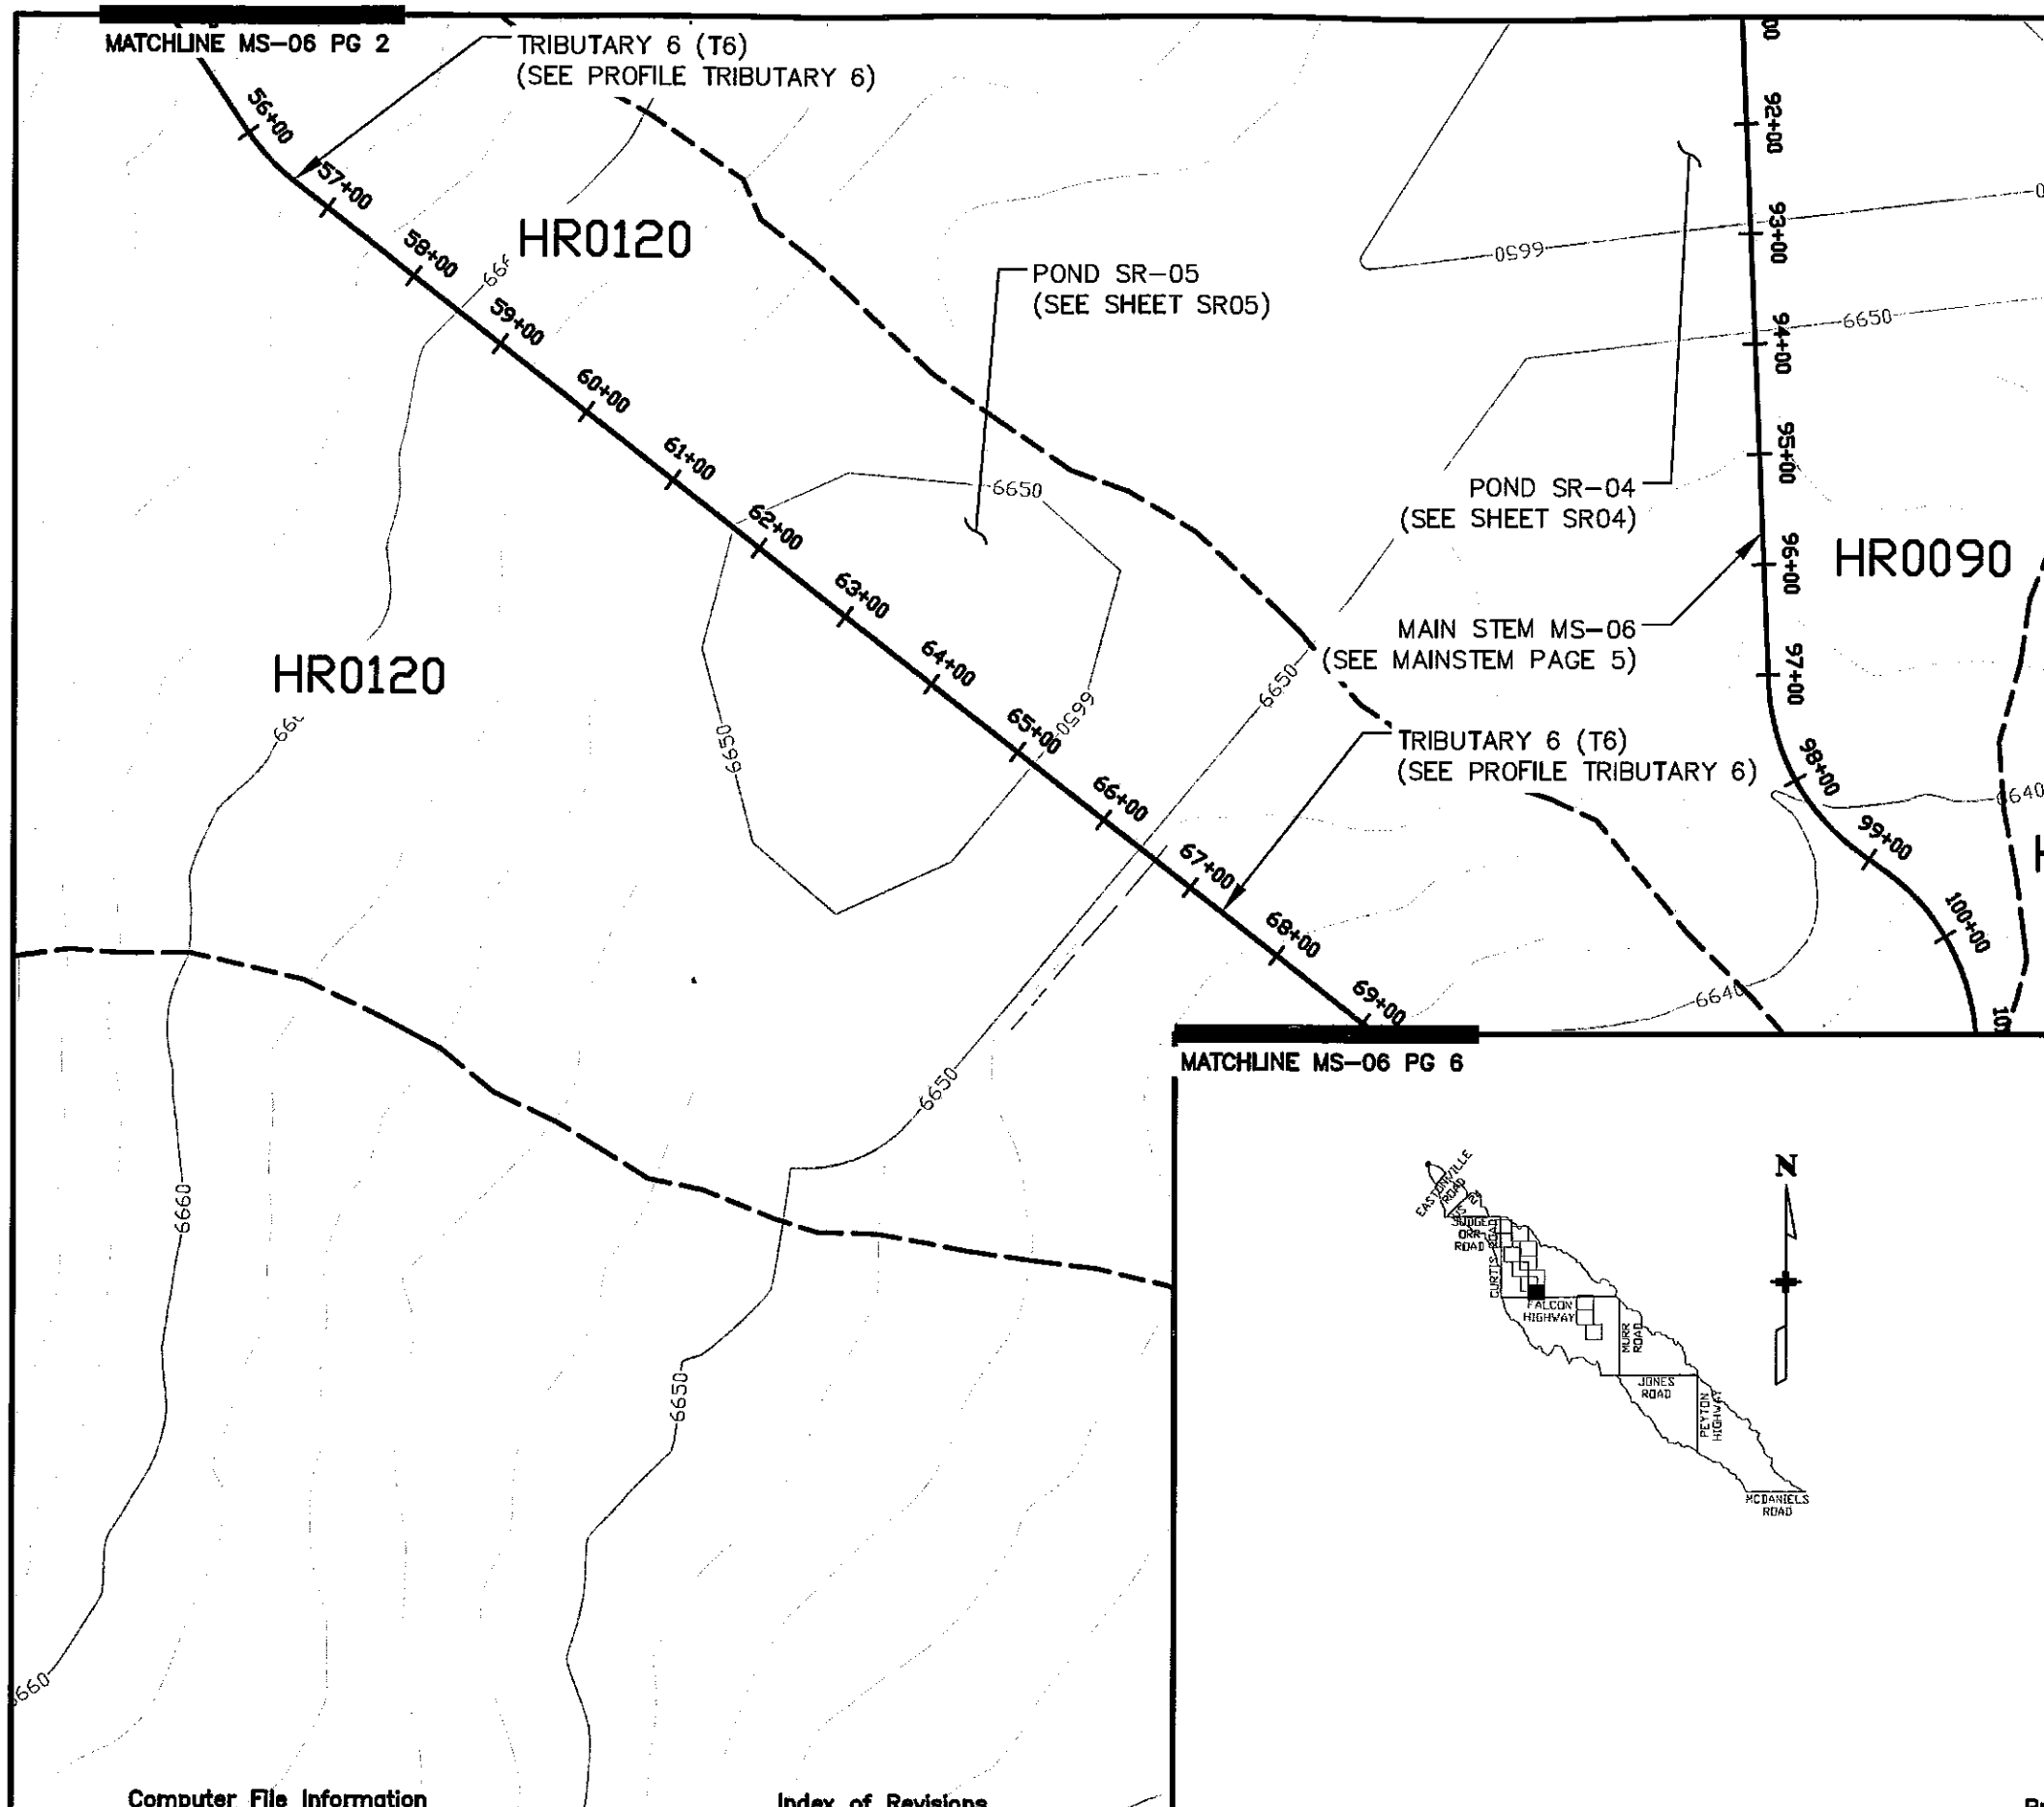 MATCHLINE MS-06 PG 2
TRIBUTARY 6 (T6)
(SEE PROFILE TRIBUTARY 6)
56+00
57+00
58+00
59+00
60+00
61+00
62+00
63+00
64+00
65+00
66+00
67+00
68+00
69+00
HR0120
POND SR-05
(SEE SHEET SR05)
92+00
93+00
94+00
95+00
96+00
97+00
98+00
99+00
100+00
6650
6650
6650
6650
6650
6650
POND SR-04
(SEE SHEET SR04)
HR0090
MAIN STEM MS-06
(SEE MAINSTEM PAGE 5)
HR0120
TRIBUTARY 6 (T6)
(SEE PROFILE TRIBUTARY 6)
6640
6640
MATCHLINE MS-06 PG 6
6650
6660
6650
6660
N
EASTONVILLE
ROAD
US 24
JUDGE
ORR
ROAD
CURTIS ROAD
FALCON
HIGHWAY
MURR
ROAD
JONES
ROAD
PEYTON
HIGHWAY
MCDANIELS
ROAD
Computer File Information
Index of Revisions